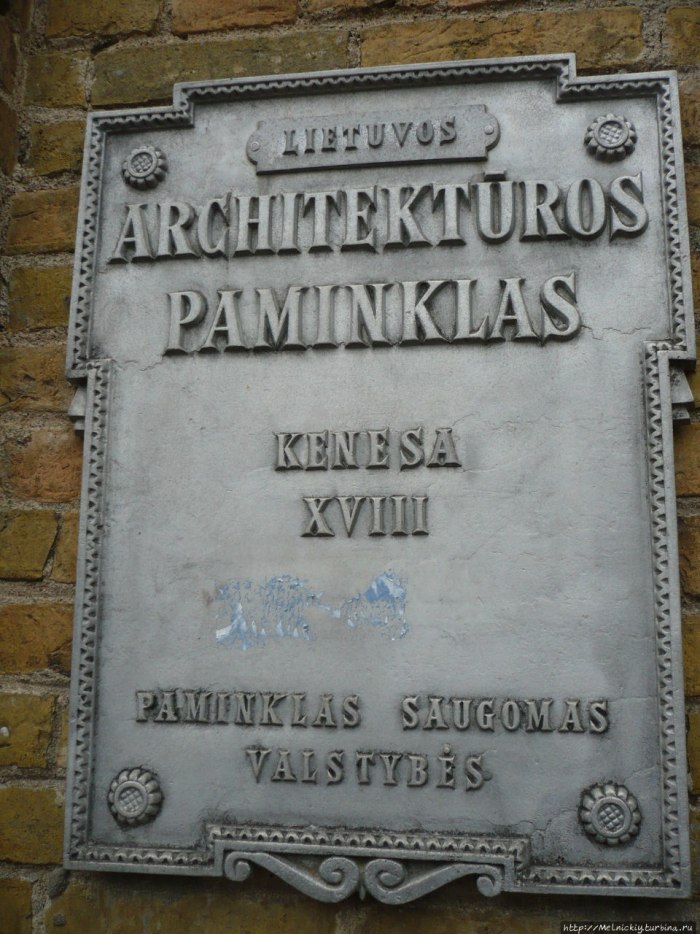 LIETUVOS
ARCHITEKTŪROS
PAMINKLAS
KENESA
XVIII
PAMINKLAS SAUGOMAS
VALSTYBĖS
http://Melnickiy.turbina.ru